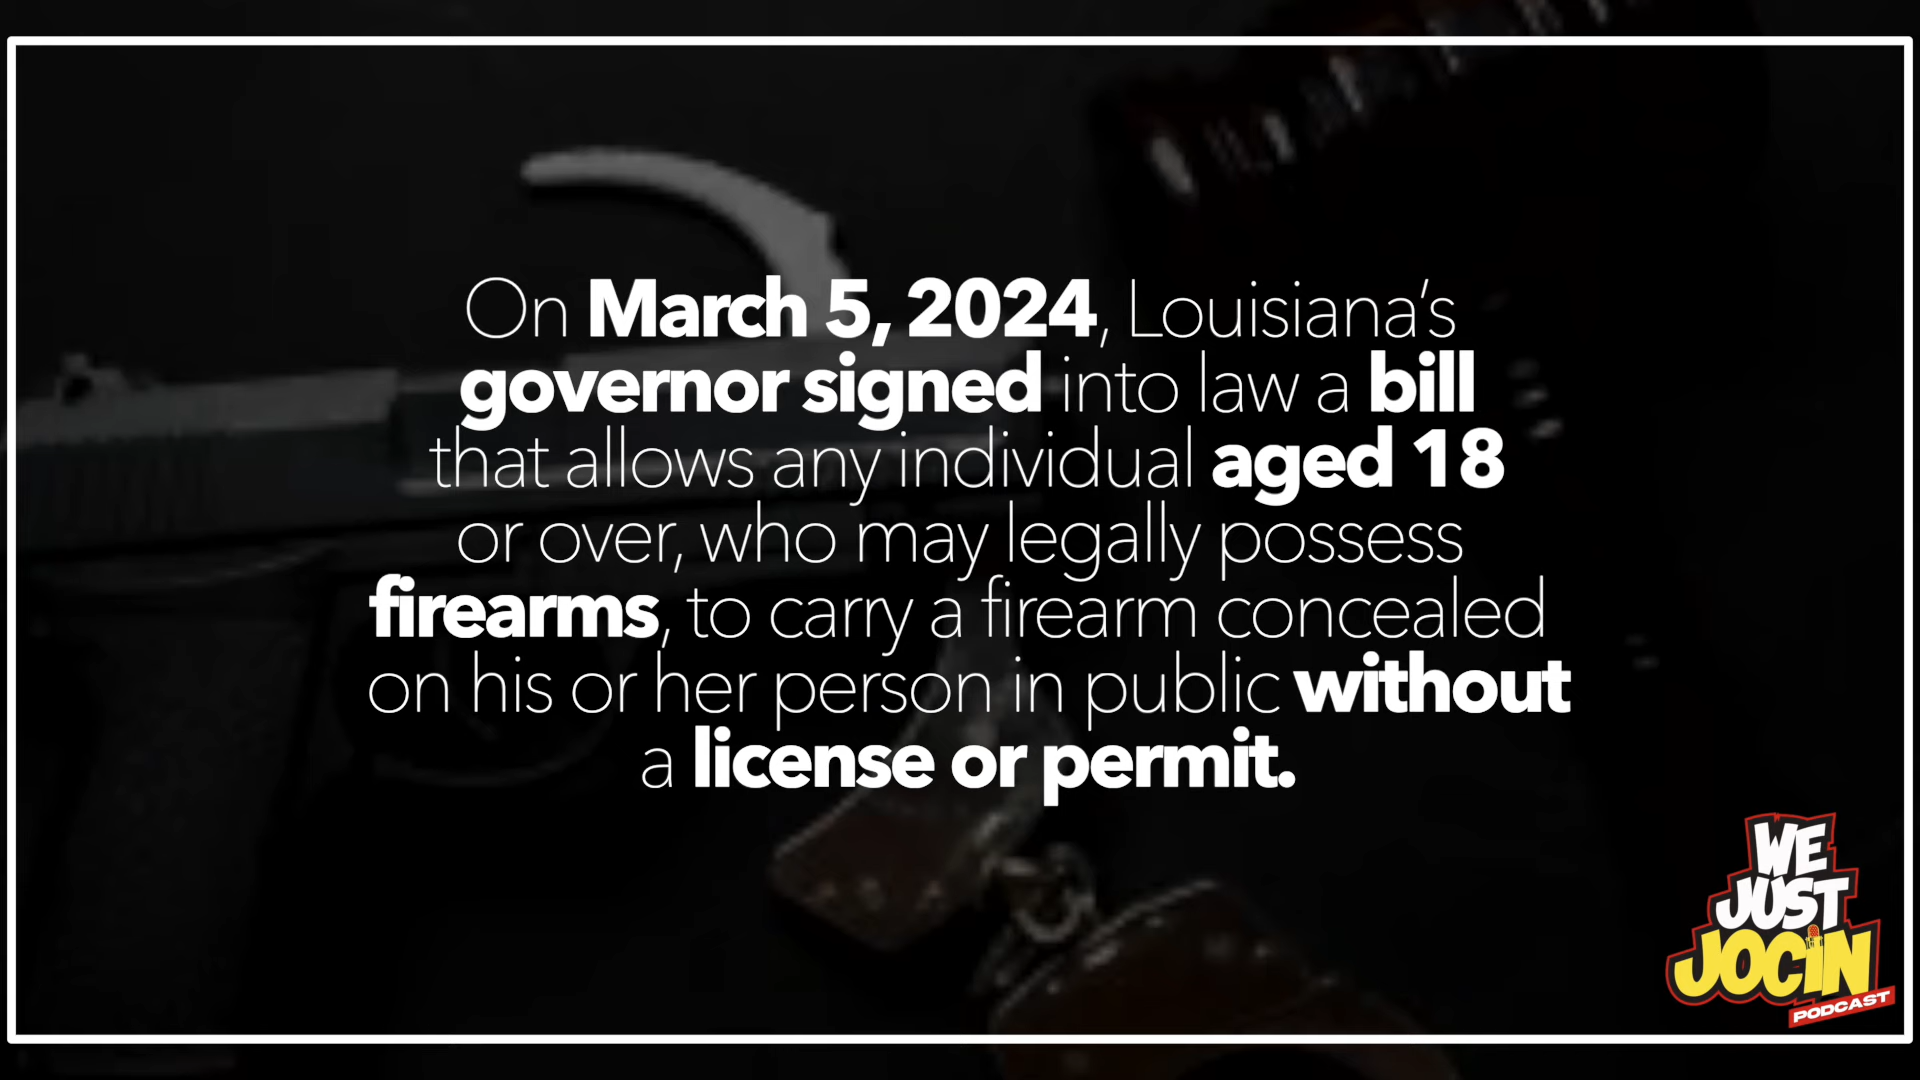 On March 5, 2024, Louisiana’s
governor signed into law a bill
that allows any individual aged 18
or over, who may legally possess
firearms, to carry a firearm concealed
on his or her person in public without
a license or permit.
WE
JUST
JOCIN
PODCAST